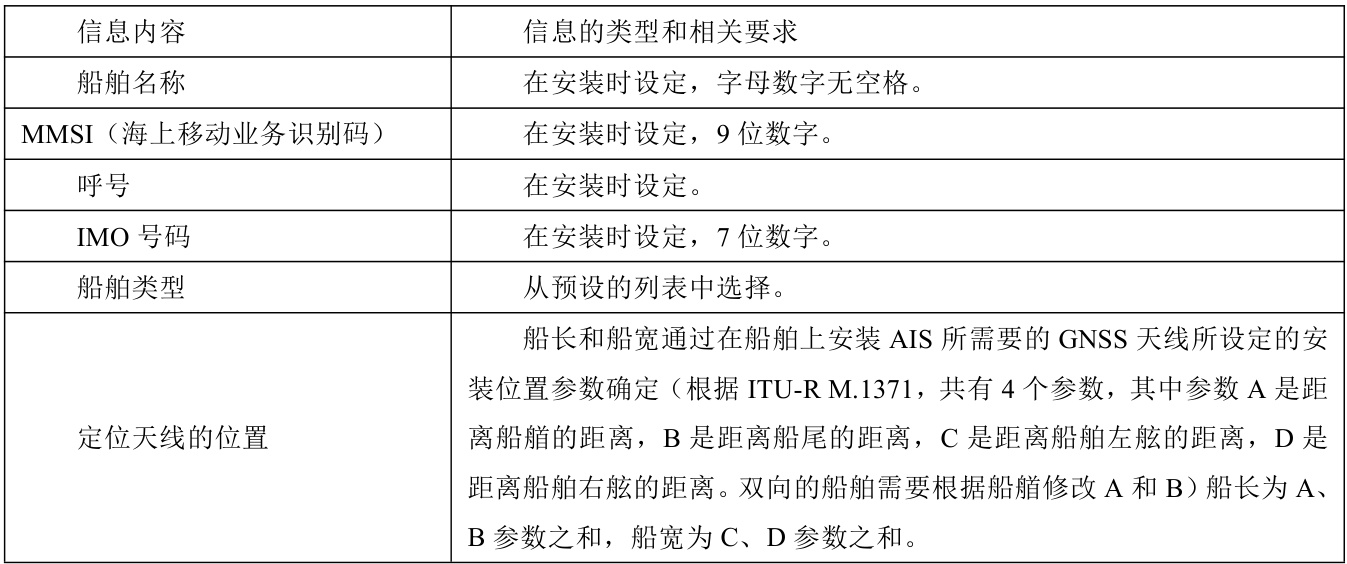 信息内容
信息的类型和相关要求
船舶名称
在安装时设定，字母数字无空格。
MMSI（海上移动业务识别码）
在安装时设定，9 位数字。
呼号
在安装时设定。
IMO 号码
在安装时设定，7 位数字。
船舶类型
从预设的列表中选择。
定位天线的位置
船长和船宽通过在船舶上安装 AIS 所需要的 GNSS 天线所设定的安
装位置参数确定（根据 ITU-R M.1371，共有 4 个参数，其中参数 A 是距
离船艏的距离，B 是距离船尾的距离，C 是距离船舶左舷的距离，D 是
距离船舶右舷的距离。双向的船舶需要根据船艏修改 A 和 B）船长为 A、
B 参数之和，船宽为 C、D 参数之和。